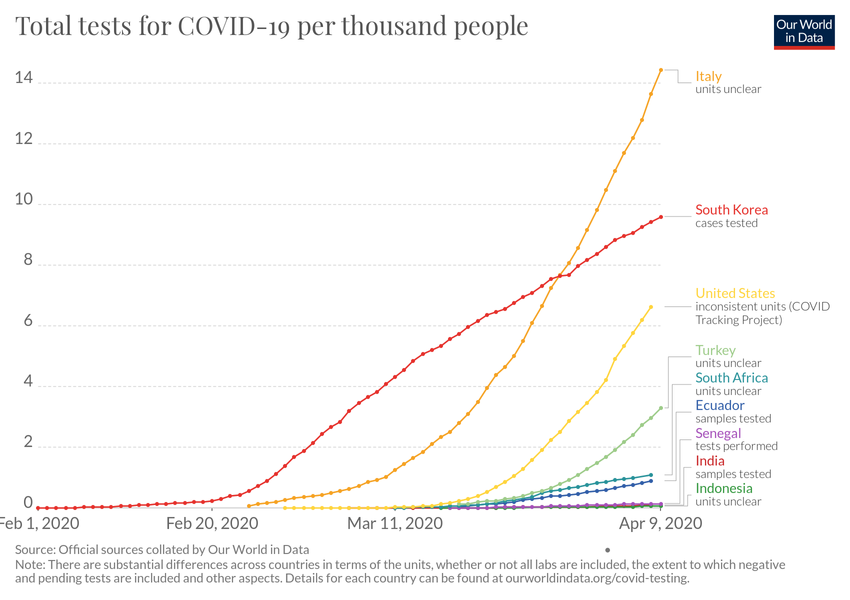 Total tests for COVID-19 per thousand people
Our World
in Data
14
12
10
8
6
4
2
0
Feb 1, 2020
Feb 20, 2020
Mar 11, 2020
Apr 9, 2020
Italy
units unclear
South Korea
cases tested
United States
inconsistent units (COVID
Tracking Project)
Turkey
units unclear
South Africa
units unclear
Ecuador
samples tested
Senegal
tests performed
India
samples tested
Indonesia
units unclear
Source: Official sources collated by Our World in Data
Note: There are substantial differences across countries in terms of the units, whether or not all labs are included, the extent to which negative
and pending tests are included and other aspects. Details for each country can be found at ourworldindata.org/covid-testing.